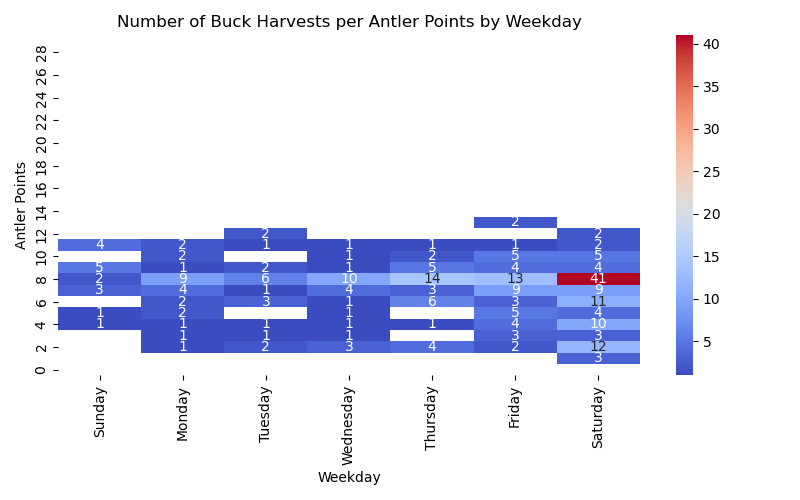 Number of Buck Harvests per Antler Points by Weekday
Antler Points
28
26
24
22
20
18
16
14
2
12 2 2
4 2 1 1 1 1 2
10 2 1 2 5 5
5 1 2 1 5 4 4
8 2 9 6 10 14 13 41
3 4 1 4 3 9 9
6 2 3 1 6 3 11
1 2 1 5 4
4 1 1 1 1 1 4 10
1 1 1 3 3
2 1 2 3 4 2 12
3
0
Sunday
Monday
Tuesday
Wednesday
Thursday
Friday
Saturday
Weekday
40
35
30
25
20
15
10
5